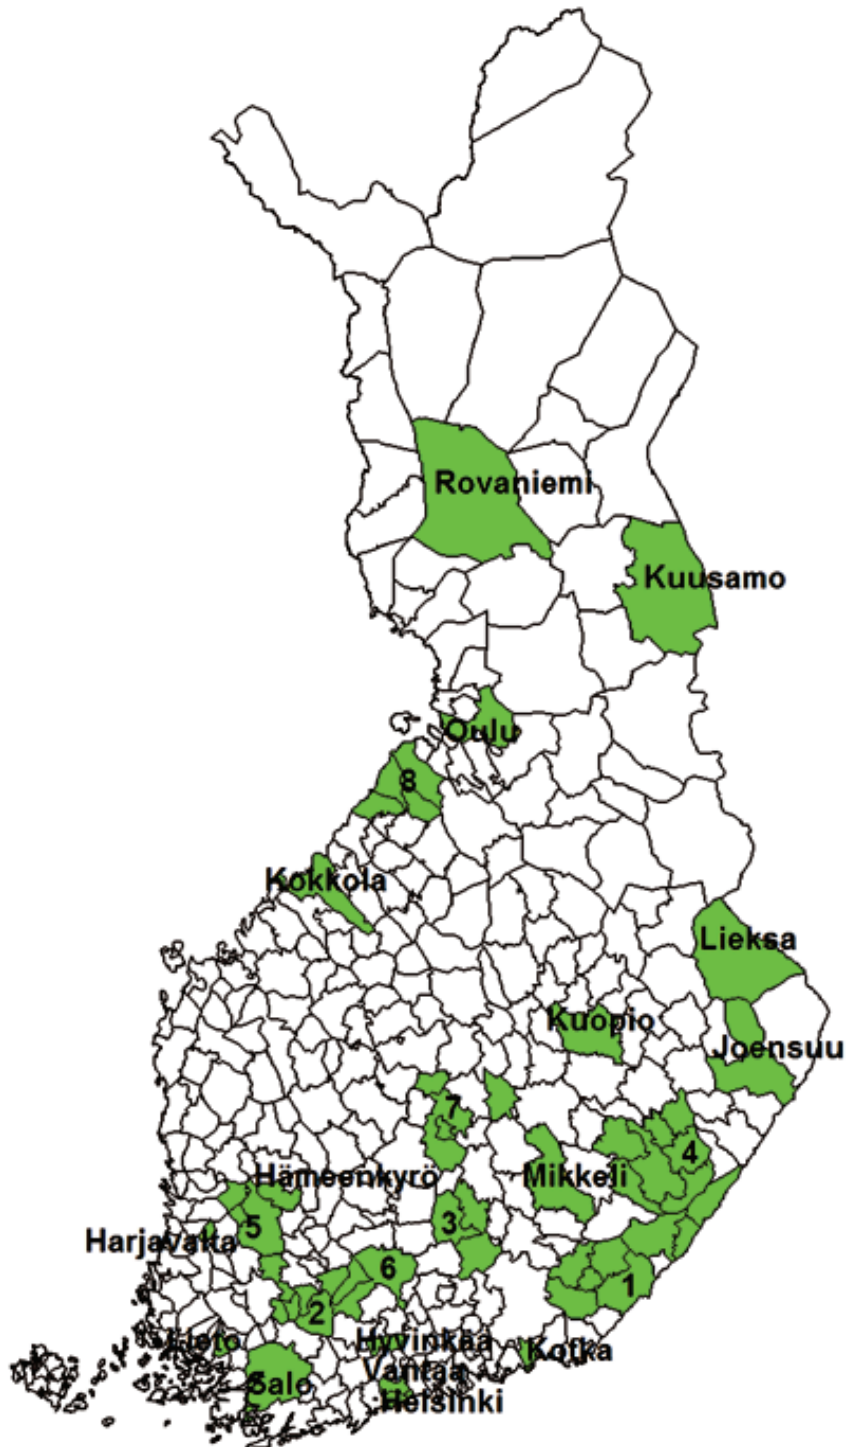 Rovaniemi
Kuusamo
Oulu
8
Kokkola
Lieksa
Kuopio
Joensuu
7
4
Hämeenkyrö
Mikkeli
3
5
Harjavalta
6
1
2
Lieto
Hyvinkää
Kotka
Vantaa
Salo
Helsinki